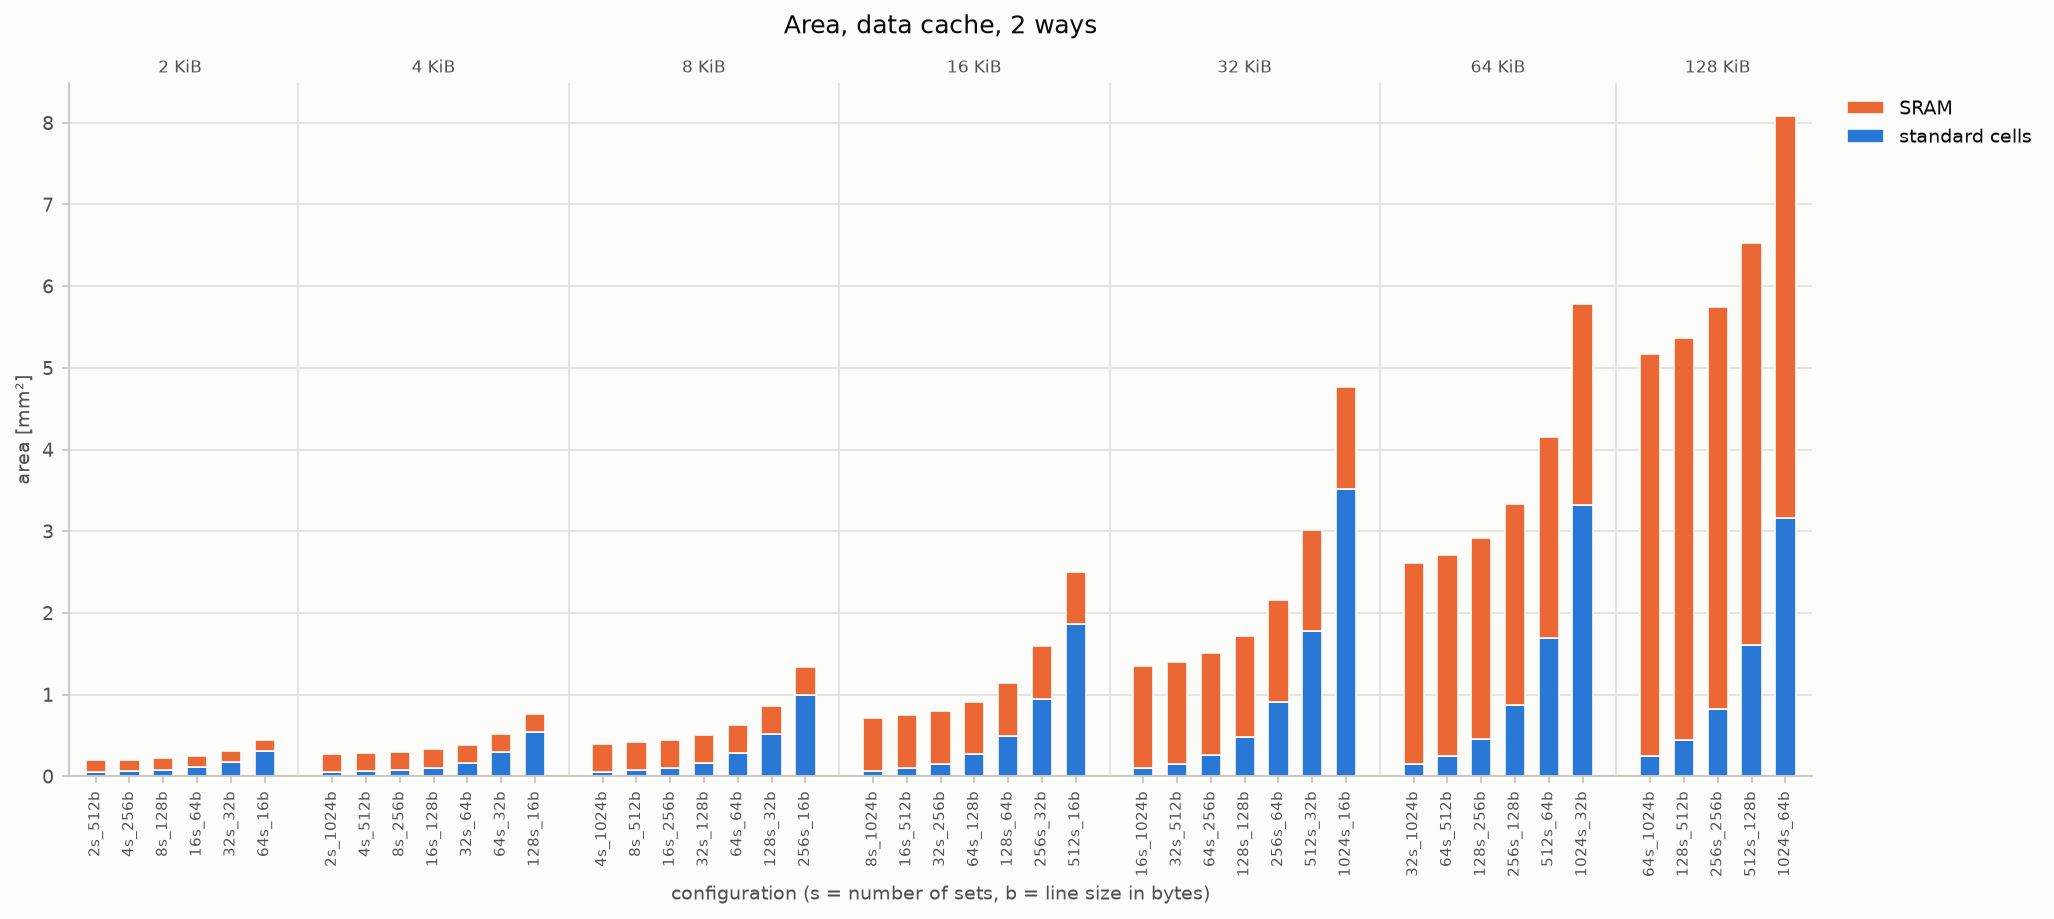 Area, data cache, 2 ways
2 KiB 4 KiB 8 KiB 16 KiB 32 KiB 64 KiB 128 KiB
SRAM
standard cells
8
7
6
5
4
3
2
1
0
area [mm²]
2s_512b 4s_256b 8s_128b 16s_64b 32s_32b 64s_16b 2s_1024b 4s_512b 8s_256b 16s_128b 32s_64b 64s_32b 128s_16b 4s_1024b 8s_512b 16s_256b 32s_128b 64s_64b 128s_32b 256s_16b 8s_1024b 16s_512b 32s_256b 64s_128b 128s_64b 256s_32b 512s_16b 16s_1024b 32s_512b 64s_256b 128s_128b 256s_64b 512s_32b 1024s_16b 32s_1024b 64s_512b 128s_256b 256s_128b 512s_64b 1024s_32b 64s_1024b 128s_512b 256s_256b 512s_128b 1024s_64b
configuration (s = number of sets, b = line size in bytes)